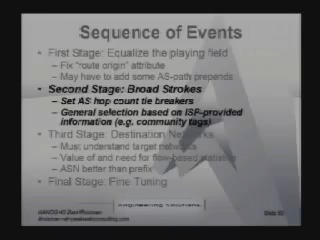 Sequence of Events
• First Stage: Equalize the playing field
– Fix "route origin" attribute
– May have to add some AS-path prepends
• Second Stage: Broad Strokes
– Set AS hop count tie breakers
– General selection based on ISP-provided
information (e.g. community tags)
• Third Stage: Destination Networks
– Must understand target networks
– Value of and need for flow-based statistics
– ASN better than prefix
• Final Stage: Fine Tuning
Engineering Solutions
Slide